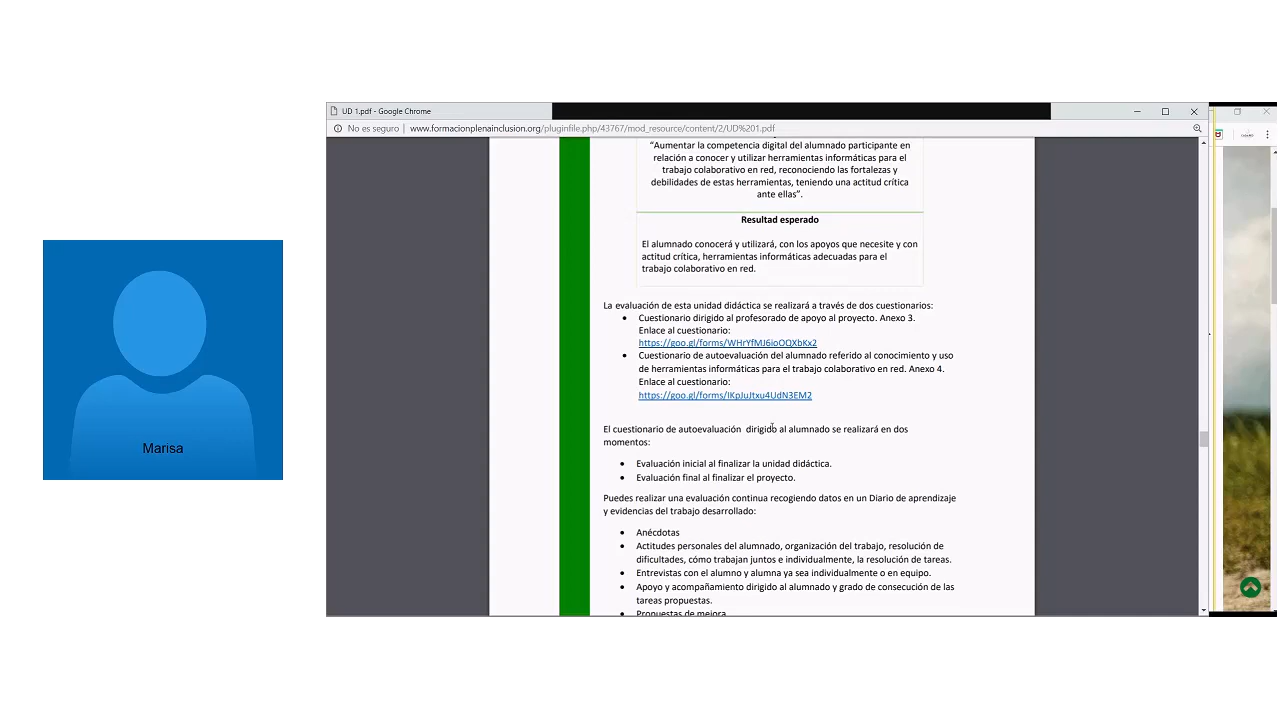 UD 1.pdf - Google Chrome
No es seguro | www.formacionplenainclusion.org/pluginfile.php/43767/mod_resource/content/2/UD%201.pdf
“Aumentar la competencia digital del alumnado participante en
relación a conocer y utilizar herramientas informáticas para el
trabajo colaborativo en red, reconociendo las fortalezas y
debilidades de estas herramientas, teniendo una actitud crítica
ante ellas”.
Resultad esperado
El alumnado conocerá y utilizará, con los apoyos que necesite y con
actitud crítica, herramientas informáticas adecuadas para el
trabajo colaborativo en red.
La evaluación de esta unidad didáctica se realizará a través de dos cuestionarios:
• Cuestionario dirigido al profesorado de apoyo al proyecto. Anexo 3.
Enlace al cuestionario:
https://goo.gl/forms/WHrYfMJ6ioOQXbKx2
• Cuestionario de autoevaluación del alumnado referido al conocimiento y uso
de herramientas informáticas para el trabajo colaborativo en red. Anexo 4.
Enlace al cuestionario:
https://goo.gl/forms/IKpJuJtxu4UdN3EM2
El cuestionario de autoevaluación dirigido al alumnado se realizará en dos
momentos:
• Evaluación inicial al finalizar la unidad didáctica.
• Evaluación final al finalizar el proyecto.
Puedes realizar una evaluación continua recogiendo datos en un Diario de aprendizaje
y evidencias del trabajo desarrollado:
• Anécdotas
• Actitudes personales del alumnado, organización del trabajo, resolución de
dificultades, cómo trabajan juntos e individualmente, la resolución de tareas.
• Entrevistas con el alumno y alumna ya sea individualmente o en equipo.
• Apoyo y acompañamiento dirigido al alumnado y grado de consecución de las
tareas propuestas.
• Propuestas de mejora
Marisa